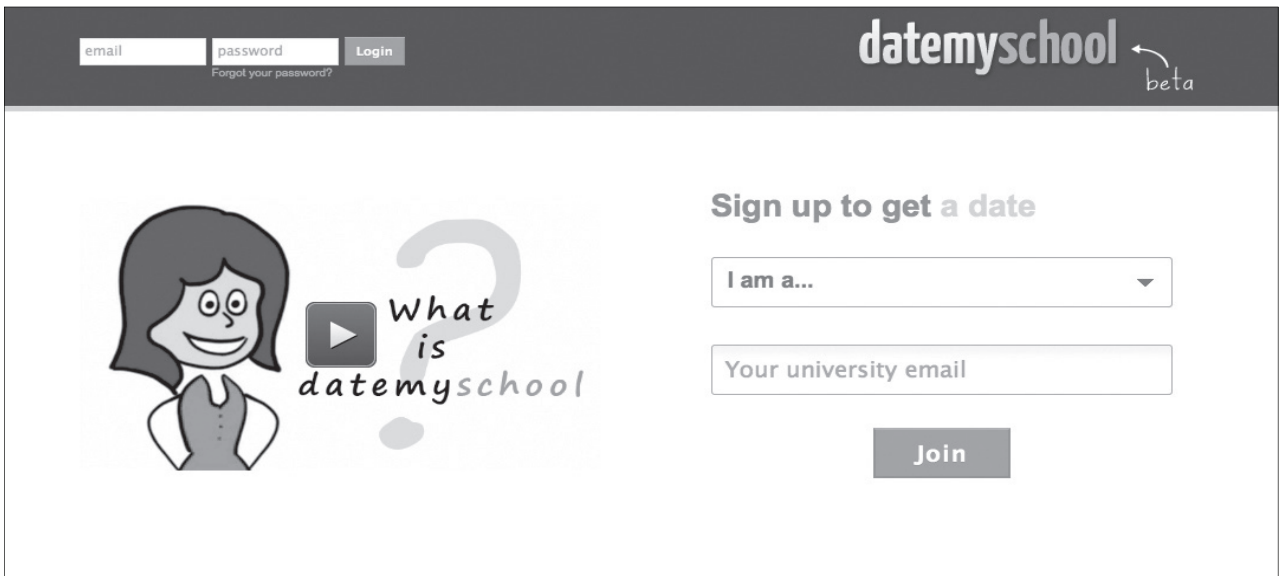 email password Login
Forgot your password?
datemyschool
beta
Sign up to get a date
I am a...
Your university email
Join
?
What
is
datemyschool